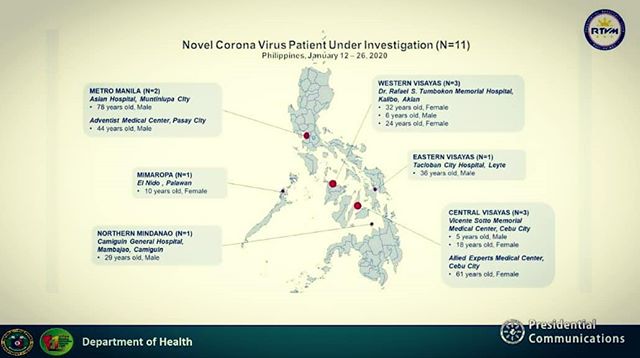 RTVM
Novel Corona Virus Patient Under Investigation (N=11)
Philippines, January 12 – 26, 2020
METRO MANILA (N=2)
Asian Hospital, Muntinlupa City
• 78 years old, Male
Adventist Medical Center, Pasay City
• 44 years old, Male
WESTERN VISAYAS (N=3)
Dr. Rafael S. Tumbokon Memorial Hospital,
Kalibo, Aklan
• 32 years old, Female
• 6 years old, Male
• 24 years old, Female
EASTERN VISAYAS (N=1)
Tacloban City Hospital, Leyte
• 36 years old, Male
MIMAROPA (N=1)
El Nido , Palawan
• 10 years old, Female
CENTRAL VISAYAS (N=3)
Vicente Sotto Memorial
Medical Center, Cebu City
• 5 years old, Male
• 18 years old, Female
Allied Experts Medical Center,
Cebu City
• 61 years old, Female
NORTHERN MINDANAO (N=1)
Camiguin General Hospital,
Mambajao, Camiguin
• 29 years old, Male
Department of Health
Presidential
Communications